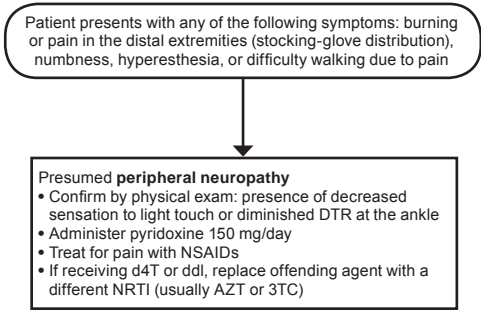 Patient presents with any of the following symptoms: burning
or pain in the distal extremities (stocking-glove distribution),
numbness, hyperesthesia, or difficulty walking due to pain
Presumed peripheral neuropathy
• Confirm by physical exam: presence of decreased
sensation to light touch or diminished DTR at the ankle
• Administer pyridoxine 150 mg/day
• Treat for pain with NSAIDs
• If receiving d4T or ddI, replace offending agent with a
different NRTI (usually AZT or 3TC)